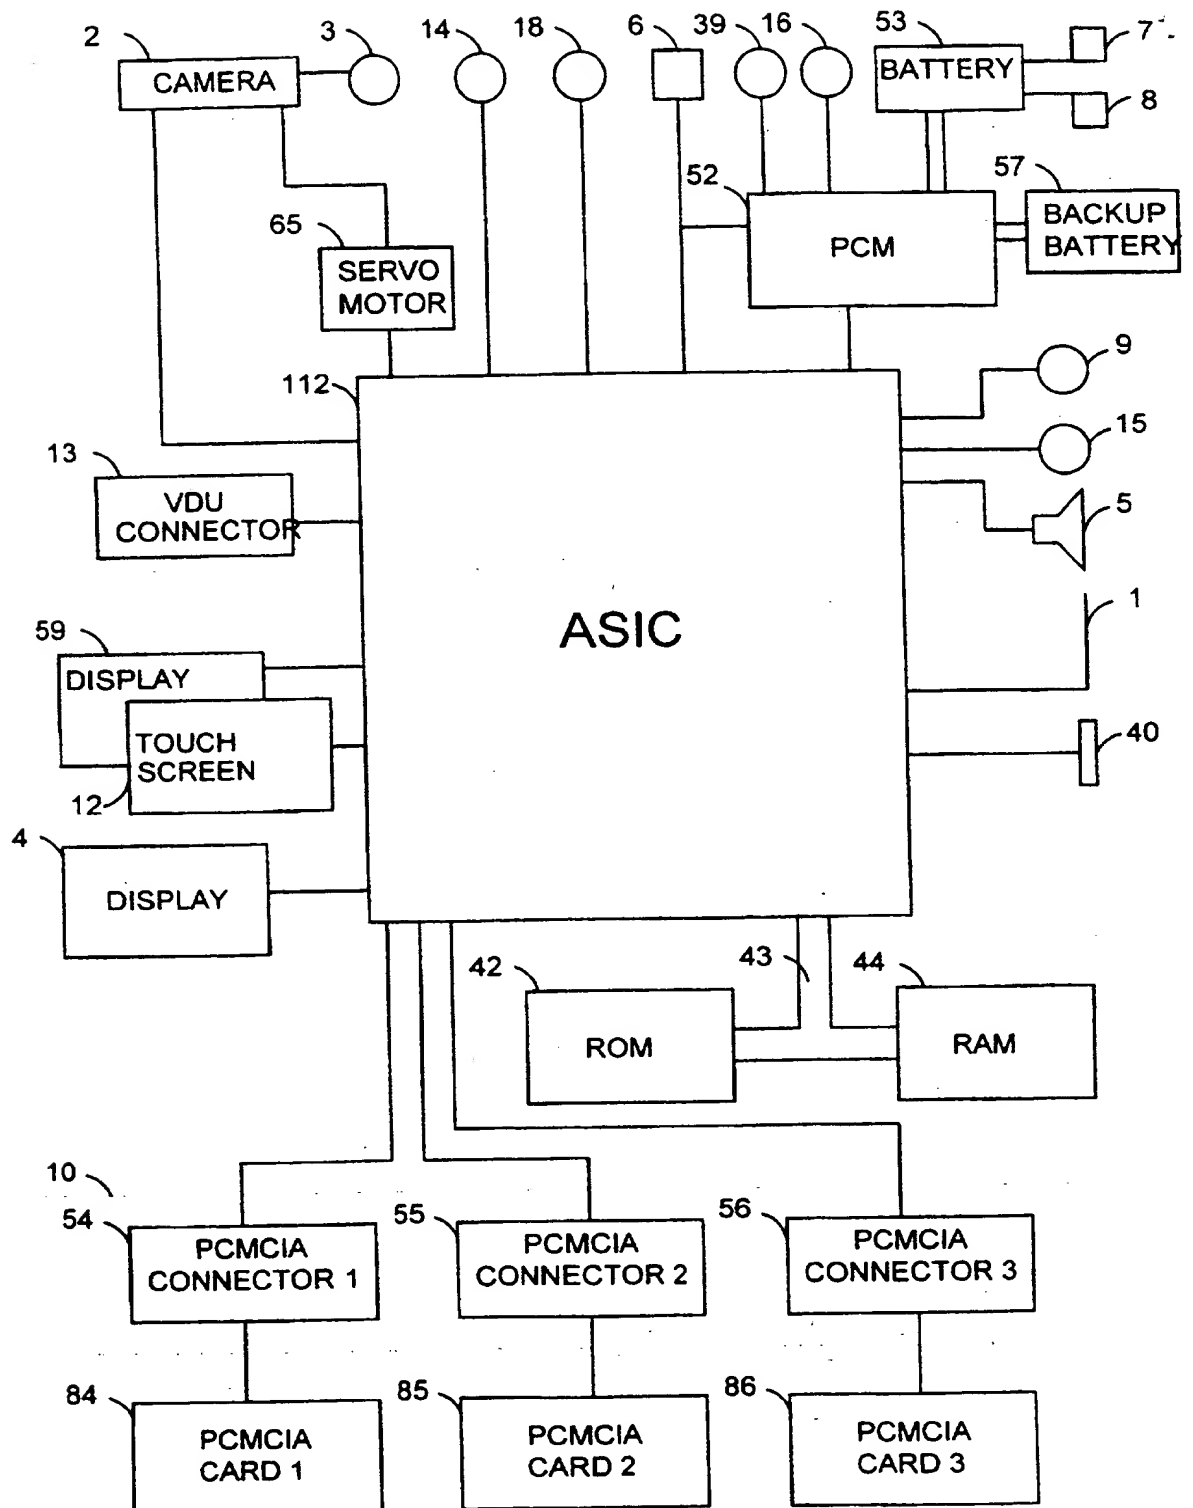 2
3
14
18
6
39
16
53
7
CAMERA
BATTERY
8
52
57
65
PCM
BACKUP
BATTERY
SERVO
MOTOR
9
112
15
13
VDU
CONNECTOR
5
ASIC
1
59
DISPLAY
40
TOUCH
SCREEN
12
4
DISPLAY
42
43
44
ROM
RAM
10
54
55
56
PCMCIA
CONNECTOR 1
PCMCIA
CONNECTOR 2
PCMCIA
CONNECTOR 3
84
85
86
PCMCIA
CARD 1
PCMCIA
CARD 2
PCMCIA
CARD 3